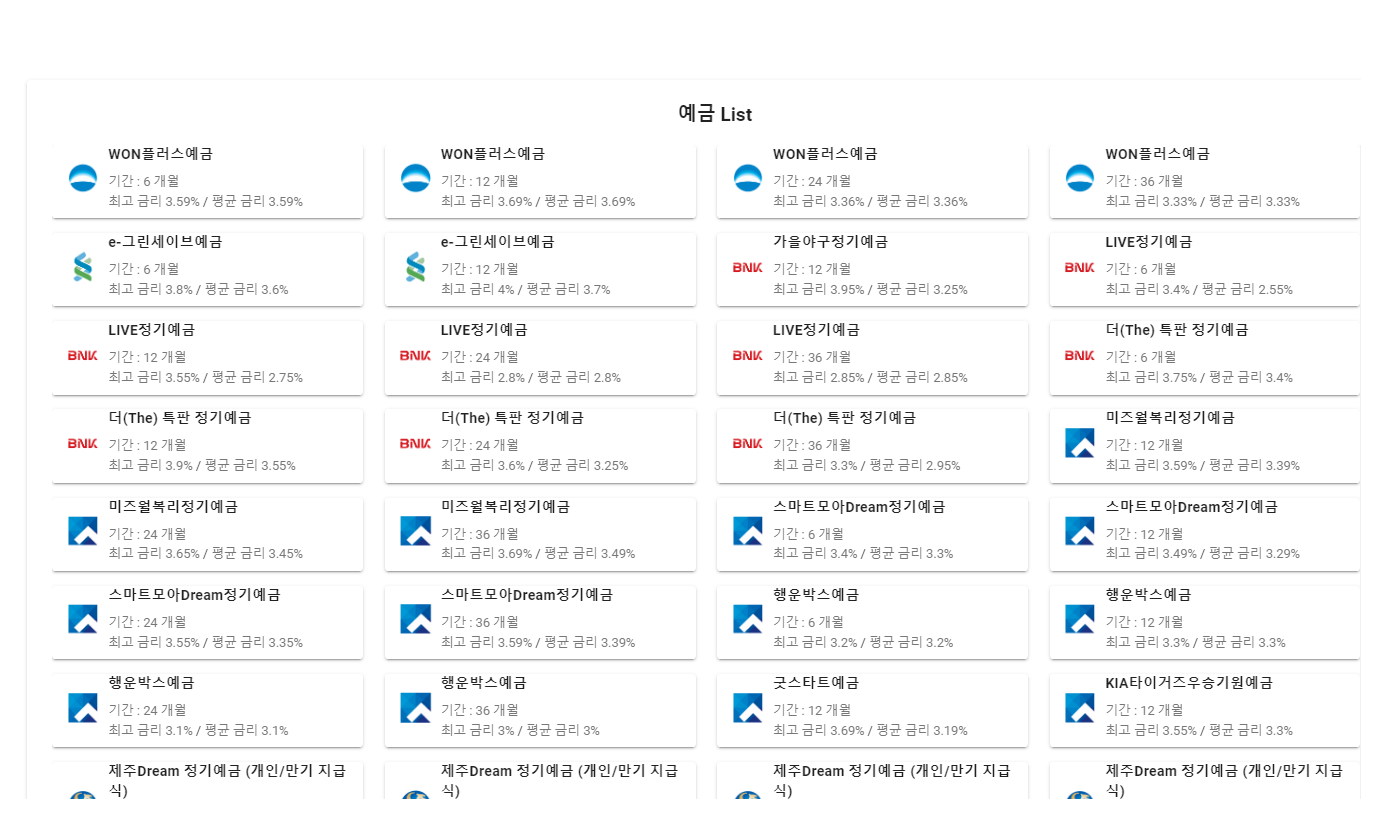 예금 List
WON플러스예금
기간 : 6 개월
최고 금리 3.59% / 평균 금리 3.59%
WON플러스예금
기간 : 12 개월
최고 금리 3.69% / 평균 금리 3.69%
WON플러스예금
기간 : 24 개월
최고 금리 3.36% / 평균 금리 3.36%
WON플러스예금
기간 : 36 개월
최고 금리 3.33% / 평균 금리 3.33%
e-그린세이브예금
기간 : 6 개월
최고 금리 3.8% / 평균 금리 3.6%
e-그린세이브예금
기간 : 12 개월
최고 금리 4% / 평균 금리 3.7%
BNK
가을야구정기예금
기간 : 12 개월
최고 금리 3.95% / 평균 금리 3.25%
BNK
LIVE정기예금
기간 : 6 개월
최고 금리 3.4% / 평균 금리 2.55%
BNK
LIVE정기예금
기간 : 12 개월
최고 금리 3.55% / 평균 금리 2.75%
BNK
LIVE정기예금
기간 : 24 개월
최고 금리 2.8% / 평균 금리 2.8%
BNK
LIVE정기예금
기간 : 36 개월
최고 금리 2.85% / 평균 금리 2.85%
BNK
더(The) 특판 정기예금
기간 : 6 개월
최고 금리 3.75% / 평균 금리 3.4%
BNK
더(The) 특판 정기예금
기간 : 12 개월
최고 금리 3.9% / 평균 금리 3.55%
BNK
더(The) 특판 정기예금
기간 : 24 개월
최고 금리 3.6% / 평균 금리 3.25%
BNK
더(The) 특판 정기예금
기간 : 36 개월
최고 금리 3.3% / 평균 금리 2.95%
미즈월복리정기예금
기간 : 12 개월
최고 금리 3.59% / 평균 금리 3.39%
미즈월복리정기예금
기간 : 24 개월
최고 금리 3.65% / 평균 금리 3.45%
미즈월복리정기예금
기간 : 36 개월
최고 금리 3.69% / 평균 금리 3.49%
스마트모아Dream정기예금
기간 : 6 개월
최고 금리 3.4% / 평균 금리 3.3%
스마트모아Dream정기예금
기간 : 12 개월
최고 금리 3.49% / 평균 금리 3.29%
스마트모아Dream정기예금
기간 : 24 개월
최고 금리 3.55% / 평균 금리 3.35%
스마트모아Dream정기예금
기간 : 36 개월
최고 금리 3.59% / 평균 금리 3.39%
행운박스예금
기간 : 6 개월
최고 금리 3.2% / 평균 금리 3.2%
행운박스예금
기간 : 12 개월
최고 금리 3.3% / 평균 금리 3.3%
행운박스예금
기간 : 24 개월
최고 금리 3.1% / 평균 금리 3.1%
행운박스예금
기간 : 36 개월
최고 금리 3% / 평균 금리 3%
굿스타트예금
기간 : 12 개월
최고 금리 3.69% / 평균 금리 3.19%
KIA타이거즈우승기원예금
기간 : 12 개월
최고 금리 3.55% / 평균 금리 3.3%
제주Dream 정기예금 (개인/만기 지급
식)
제주Dream 정기예금 (개인/만기 지급
식)
제주Dream 정기예금 (개인/만기 지급
식)
제주Dream 정기예금 (개인/만기 지급
식)